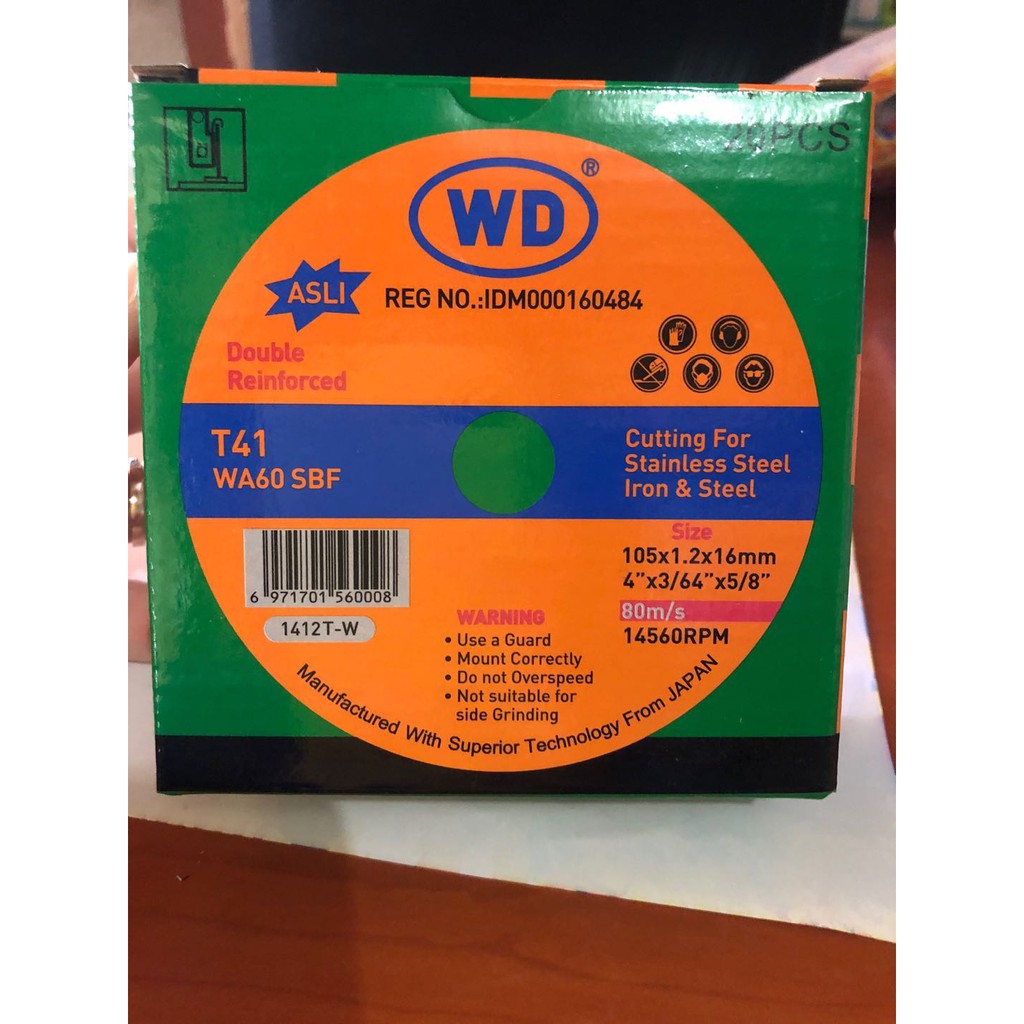 20PCS
WD®
ASLI
REG NO.:IDM000160484
Double
Reinforced
T41
WA60 SBF
Cutting For
Stainless Steel
Iron & Steel
Size
105x1.2x16mm
4”x3/64”x5/8”
80m/s
14560RPM
6 971701 560008
1412T-W
WARNING
• Use a Guard
• Mount Correctly
• Do not Overspeed
• Not suitable for
side Grinding
Manufactured With Superior Technology From JAPAN